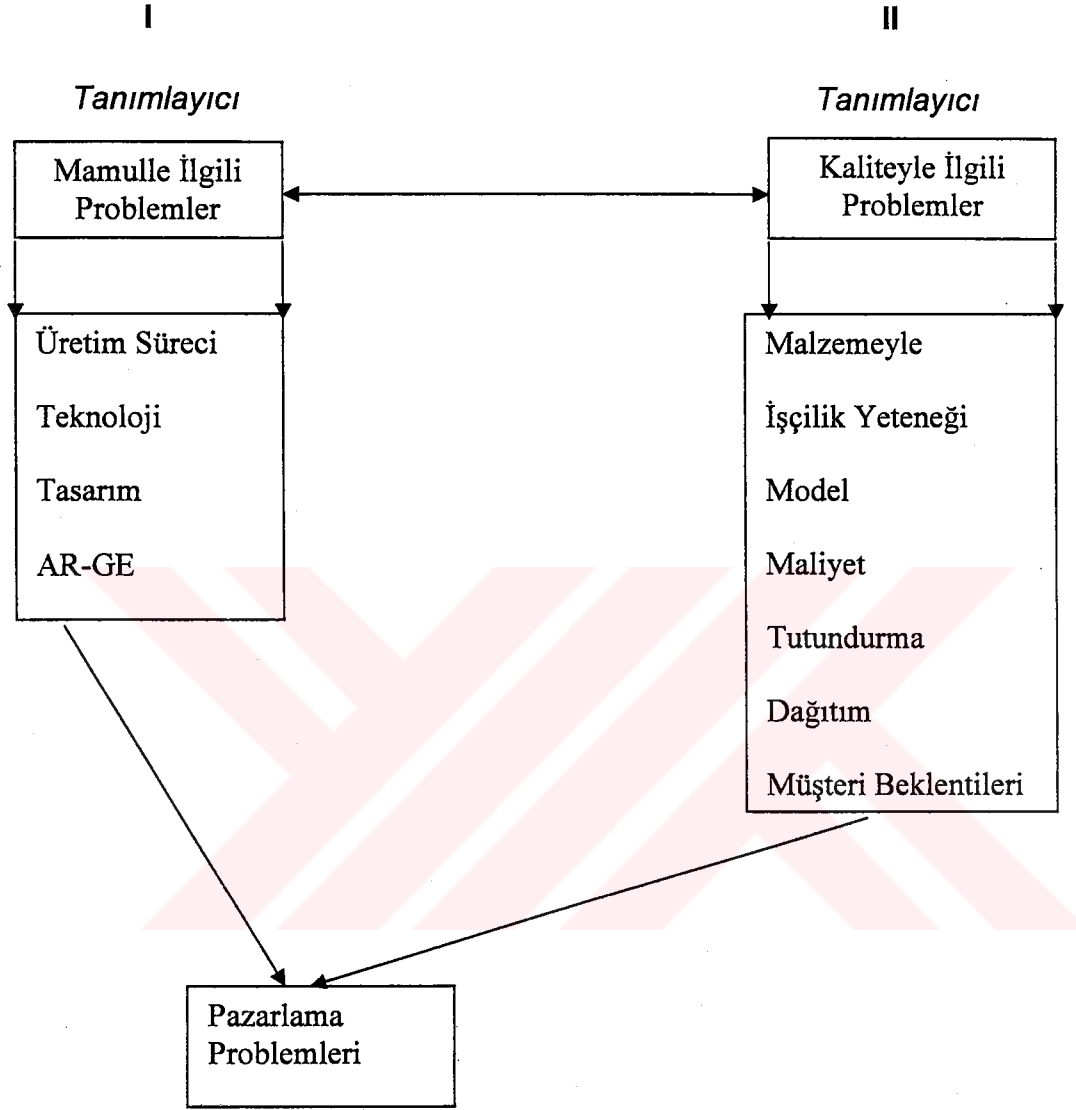 I
II
Tanımlayıcı
Tanımlayıcı
Mamulle İlgili
Problemler
Kaliteyle İlgili
Problemler
Üretim Süreci
Teknoloji
Tasarım
AR-GE
Malzemeyle
İşçilik Yeteneği
Model
Maliyet
Tutundurma
Dağıtım
Müşteri Beklentileri
Pazarlama
Problemleri